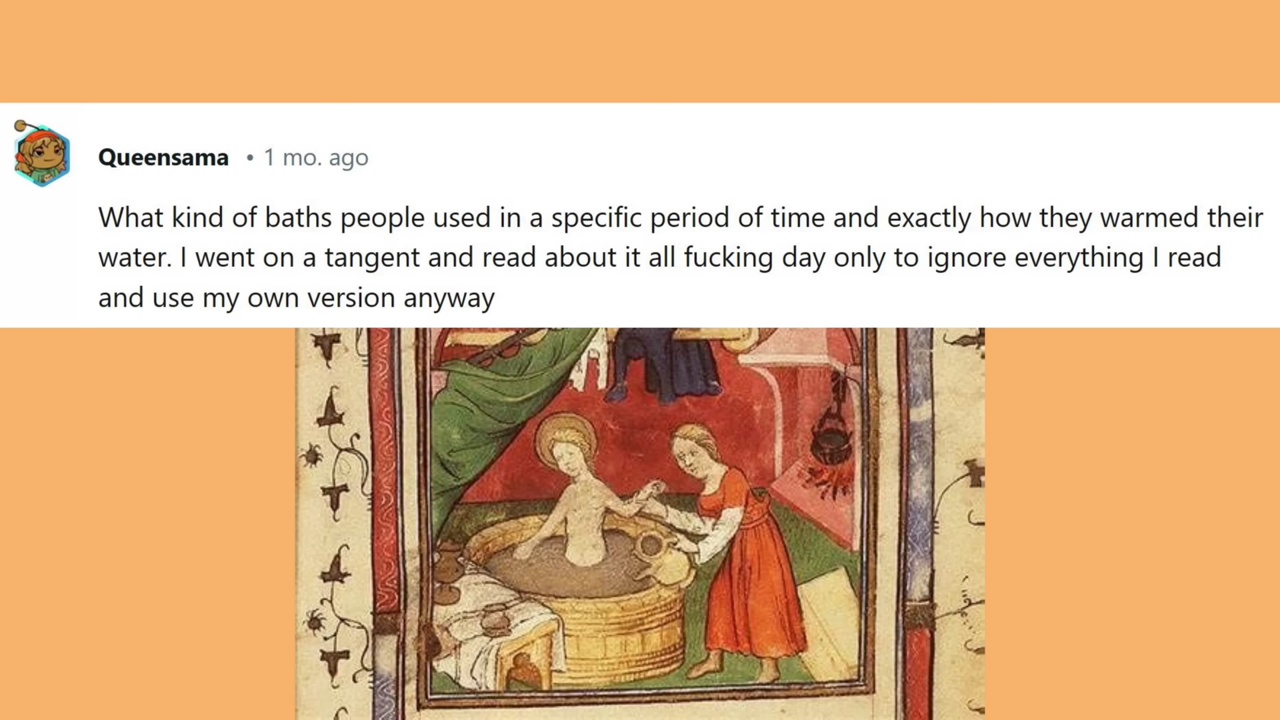 Queensama • 1 mo. ago
What kind of baths people used in a specific period of time and exactly how they warmed their
water. I went on a tangent and read about it all fucking day only to ignore everything I read
and use my own version anyway